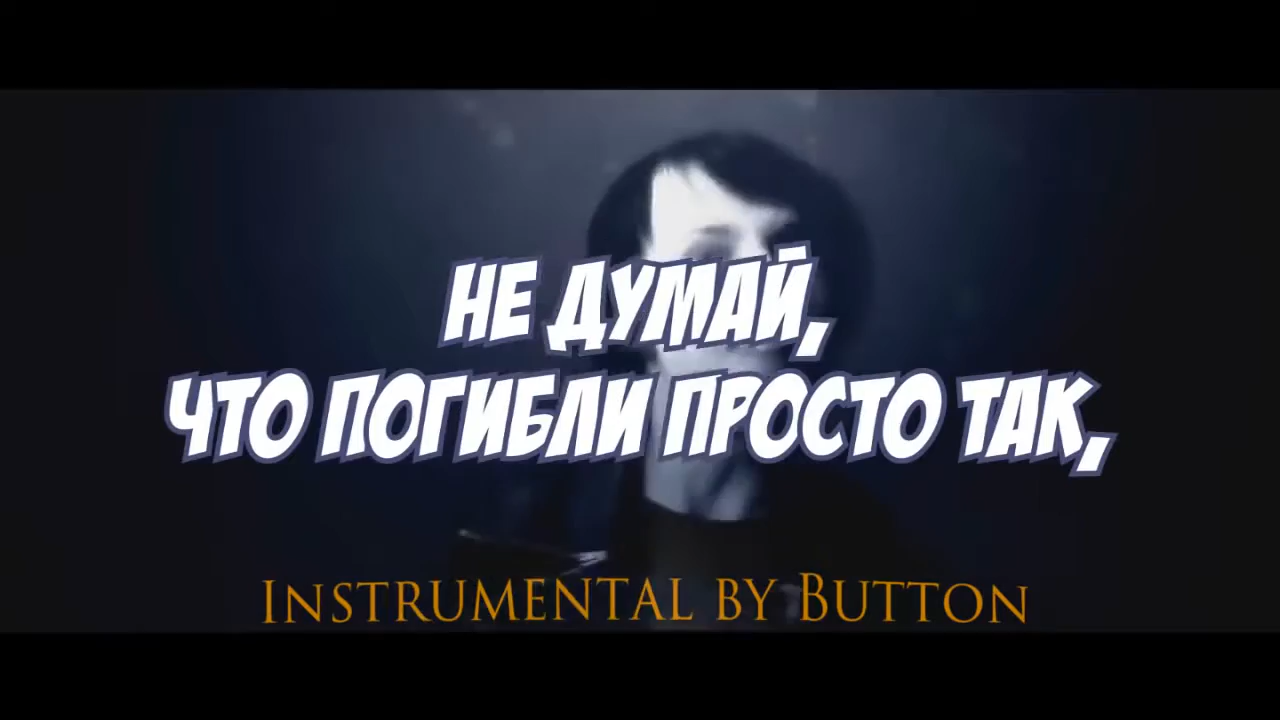 НЕ ДУМАЙ,
ЧТО ПОГИБЛИ ПРОСТО ТАК,
INSTRUMENTAL BY BUTTON